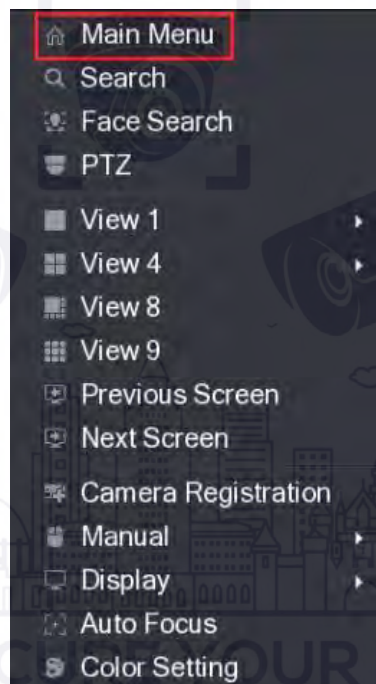 Main Menu
Search
Face Search
PTZ
View 1
View 4
View 8
View 9
Previous Screen
Next Screen
Camera Registration
Manual
Display
Auto Focus
Color Setting
YOUR